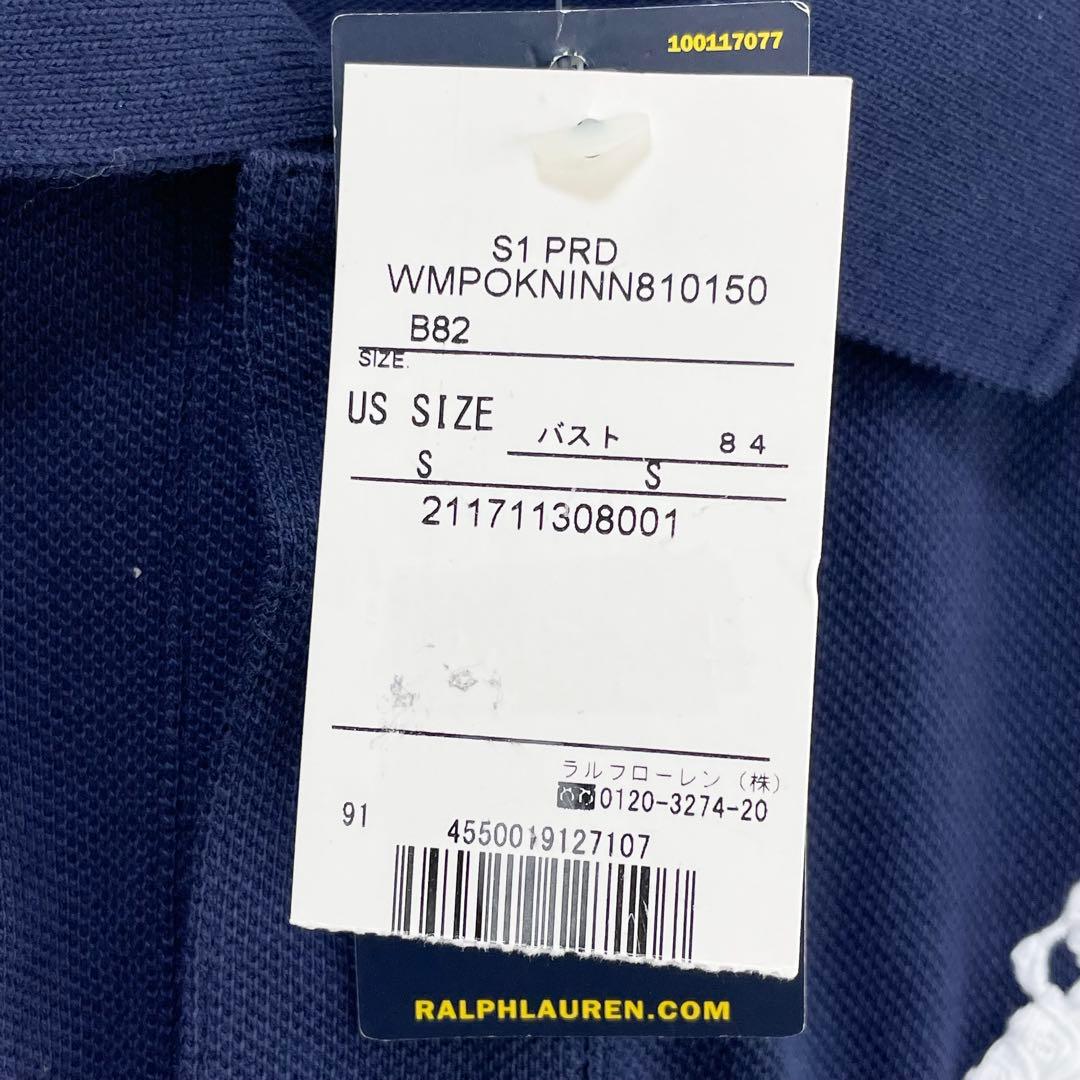 100117077
S1 PRD
WMPOKNINN810150
B82
SIZE.
US SIZE バスト 84
S S
211711308001
ラルフローレン (株)
0120-3274-20
91
4550019127107
RALPHLAUREN.COM